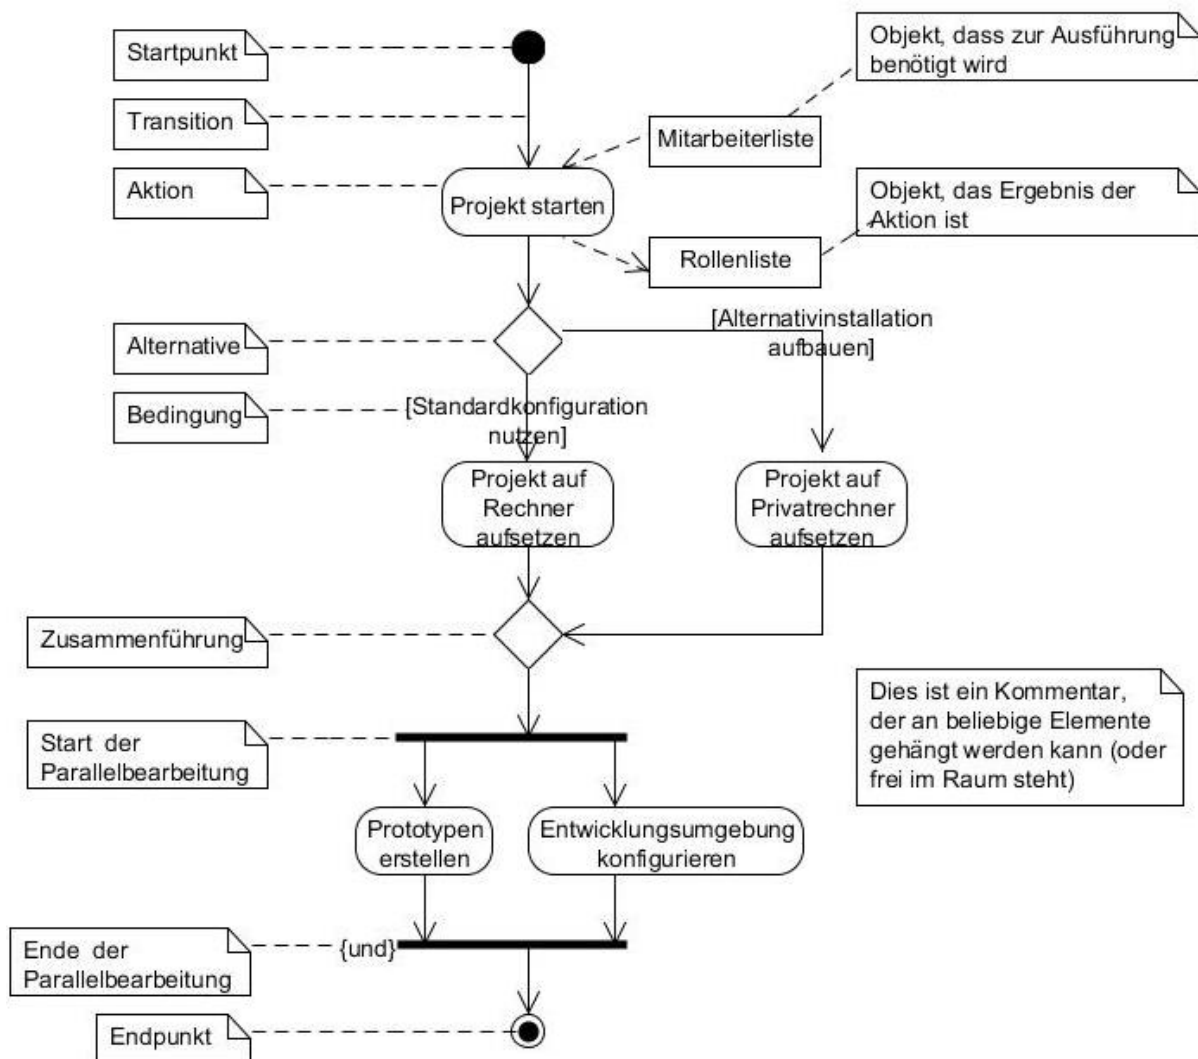 Startpunkt
Objekt, dass zur Ausführung
benötigt wird
Transition
Mitarbeiterliste
Aktion
Projekt starten
Objekt, das Ergebnis der
Aktion ist
Rollenliste
Alternative
[Alternativinstallation
aufbauen]
Bedingung
[Standardkonfiguration
nutzen]
Projekt auf
Rechner
aufsetzen
Projekt auf
Privatrechner
aufsetzen
Zusammenführung
Dies ist ein Kommentar,
der an beliebige Elemente
gehängt werden kann (oder
frei im Raum steht)
Start der
Parallelbearbeitung
Prototypen
erstellen
Entwicklungsumgebung
konfigurieren
Ende der
Parallelbearbeitung
{und}
Endpunkt